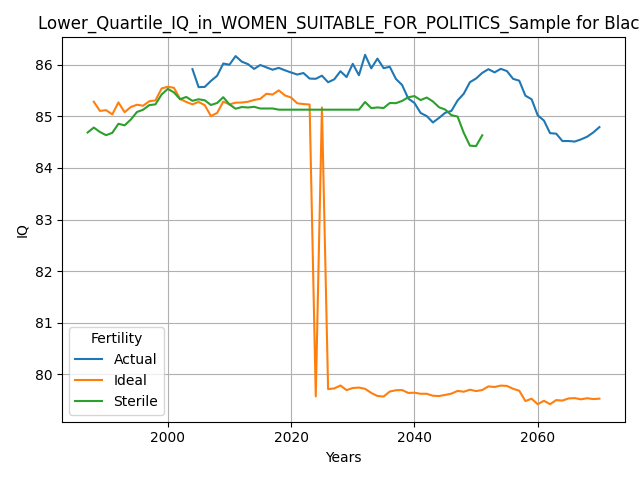 Lower_Quartile_IQ_in_WOMEN_SUITABLE_FOR_POLITICS_Sample for Blac
86
85
84
83
82
81
80
IQ
Fertility
Actual
Ideal
Sterile
2000 2020 2040 2060
Years